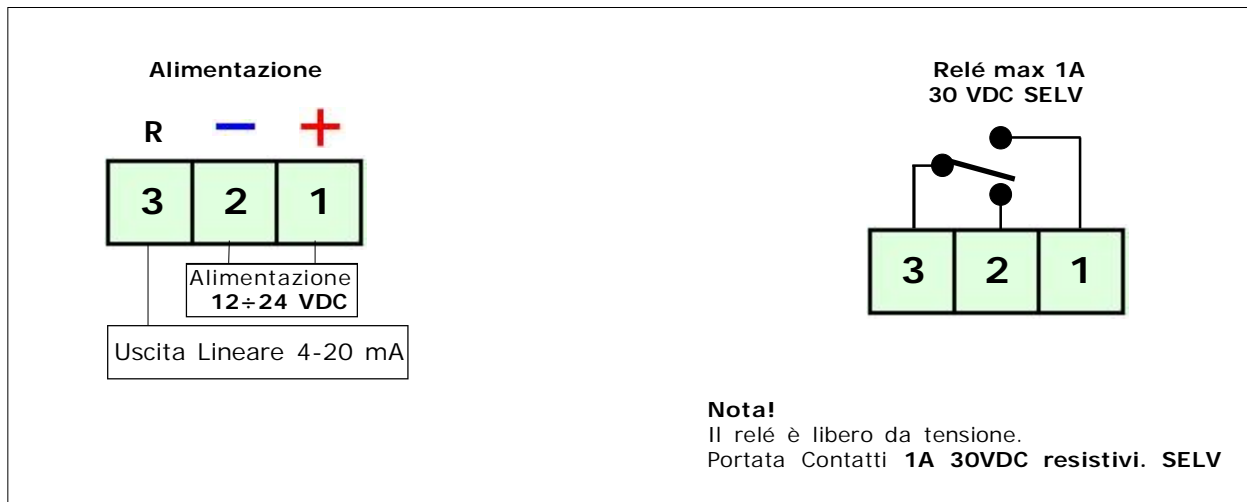 Alimentazione
R − +
3 2 1
Alimentazione
12÷24 VDC
Uscita Lineare 4-20 mA
Relé max 1A
30 VDC SELV
3 2 1
Nota!
Il relé è libero da tensione.
Portata Contatti 1A 30VDC resistivi. SELV